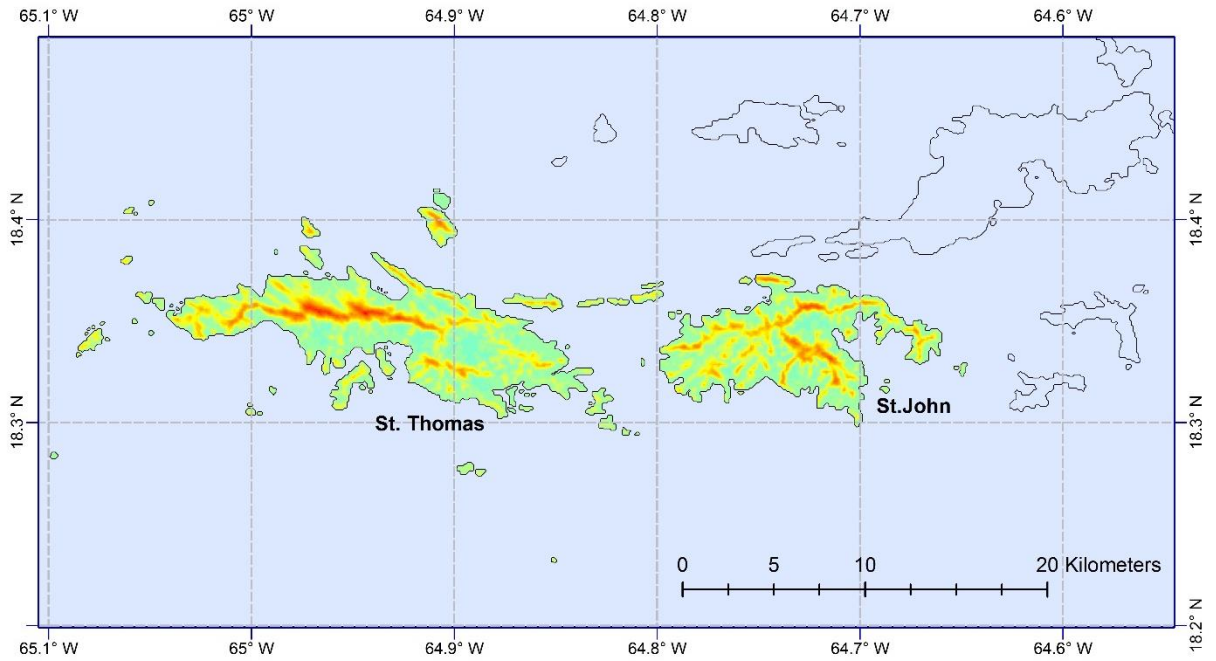 65.1° W 65° W 64.9° W 64.8° W 64.7° W 64.6° W
18.4° N 18.4° N
18.3° N 18.3° N
St. Thomas
St.John
0 5 10 20 Kilometers
18.2° N
65.1° W 65° W 64.9° W 64.8° W 64.7° W 64.6° W